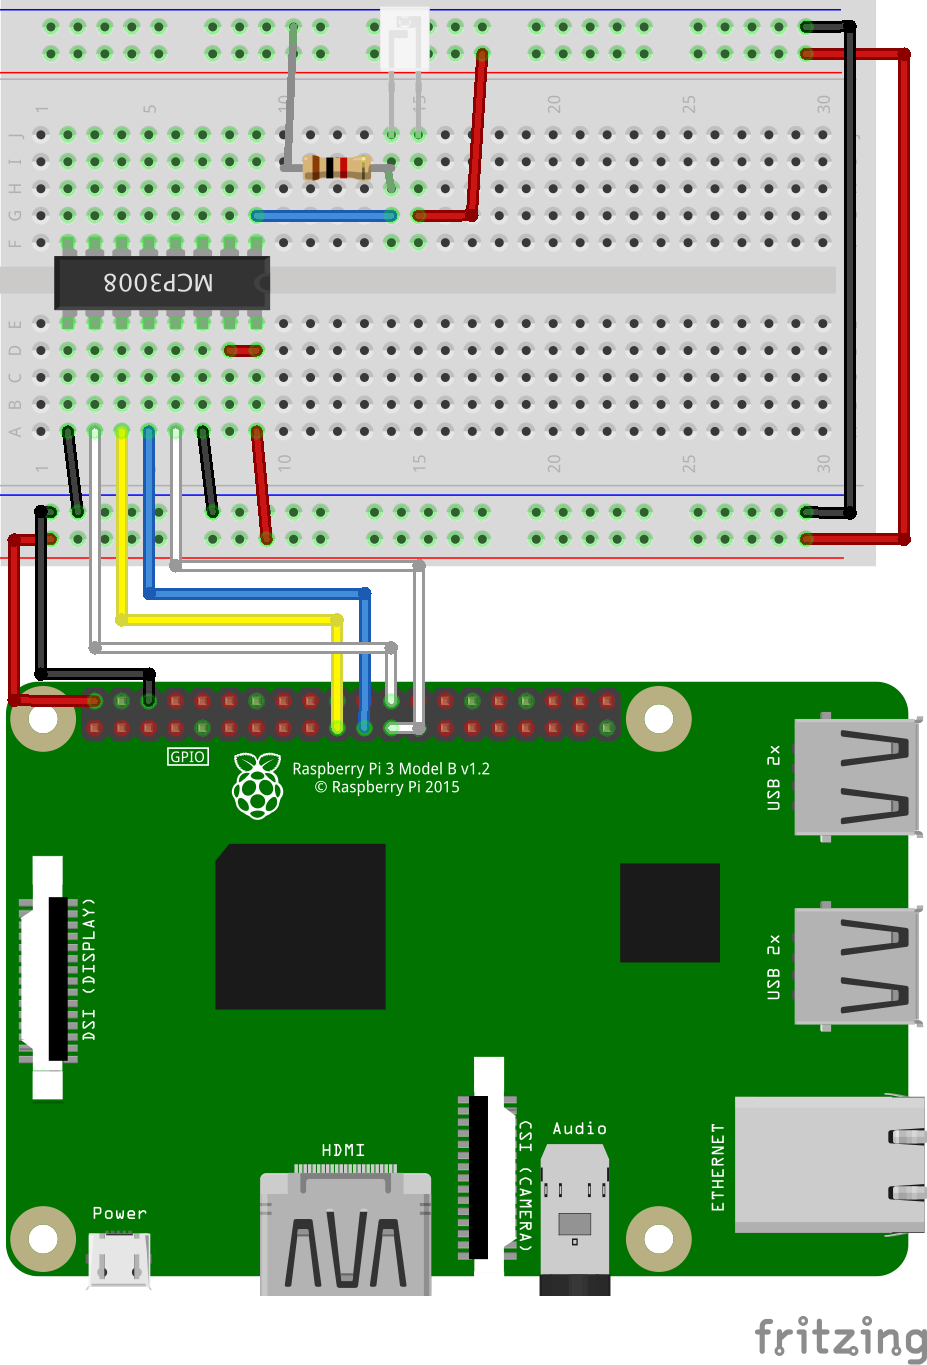 1 5 10 15 20 25 30
J
I
H
G
F
MCP3008
E
D
C
B
A
1 10 15 20 25 30
GPIO
Raspberry Pi 3 Model B v1.2
© Raspberry Pi 2015
USB 2x
DSI (DISPLAY)
USB 2x
CSI (CAMERA)
Audio
ETHERNET
HDMI
Power
fritzing